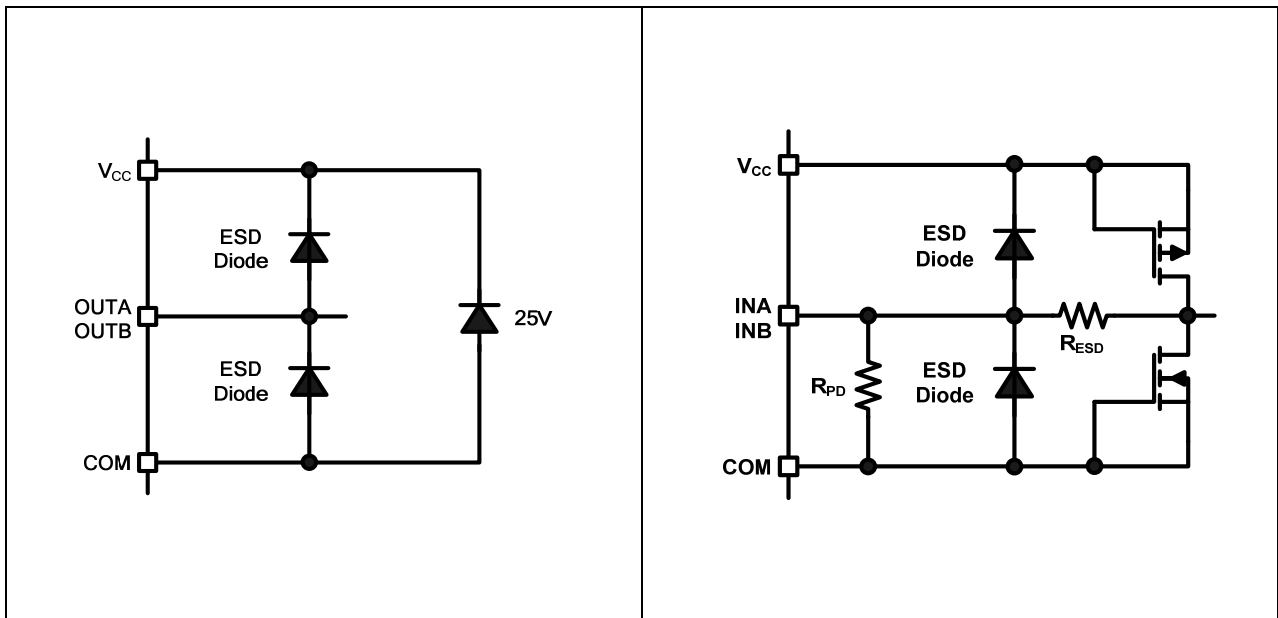 VCC
ESD
Diode
OUTA
OUTB
25V
ESD
Diode
COM
VCC
ESD
Diode
INA
INB
RESD
RPD
ESD
Diode
COM